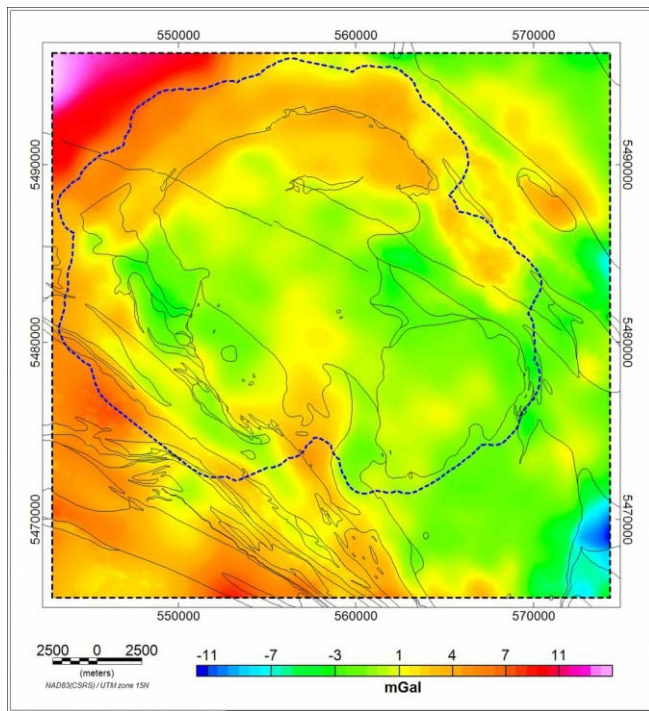 550000 560000 570000
5490000 5490000
5480000 5480000
5470000 5470000
550000 560000 570000
2500 0 2500
(meters)
NAD83(CSRS) / UTM zone 15N
-11 -7 -3 1 4 7 11
mGal